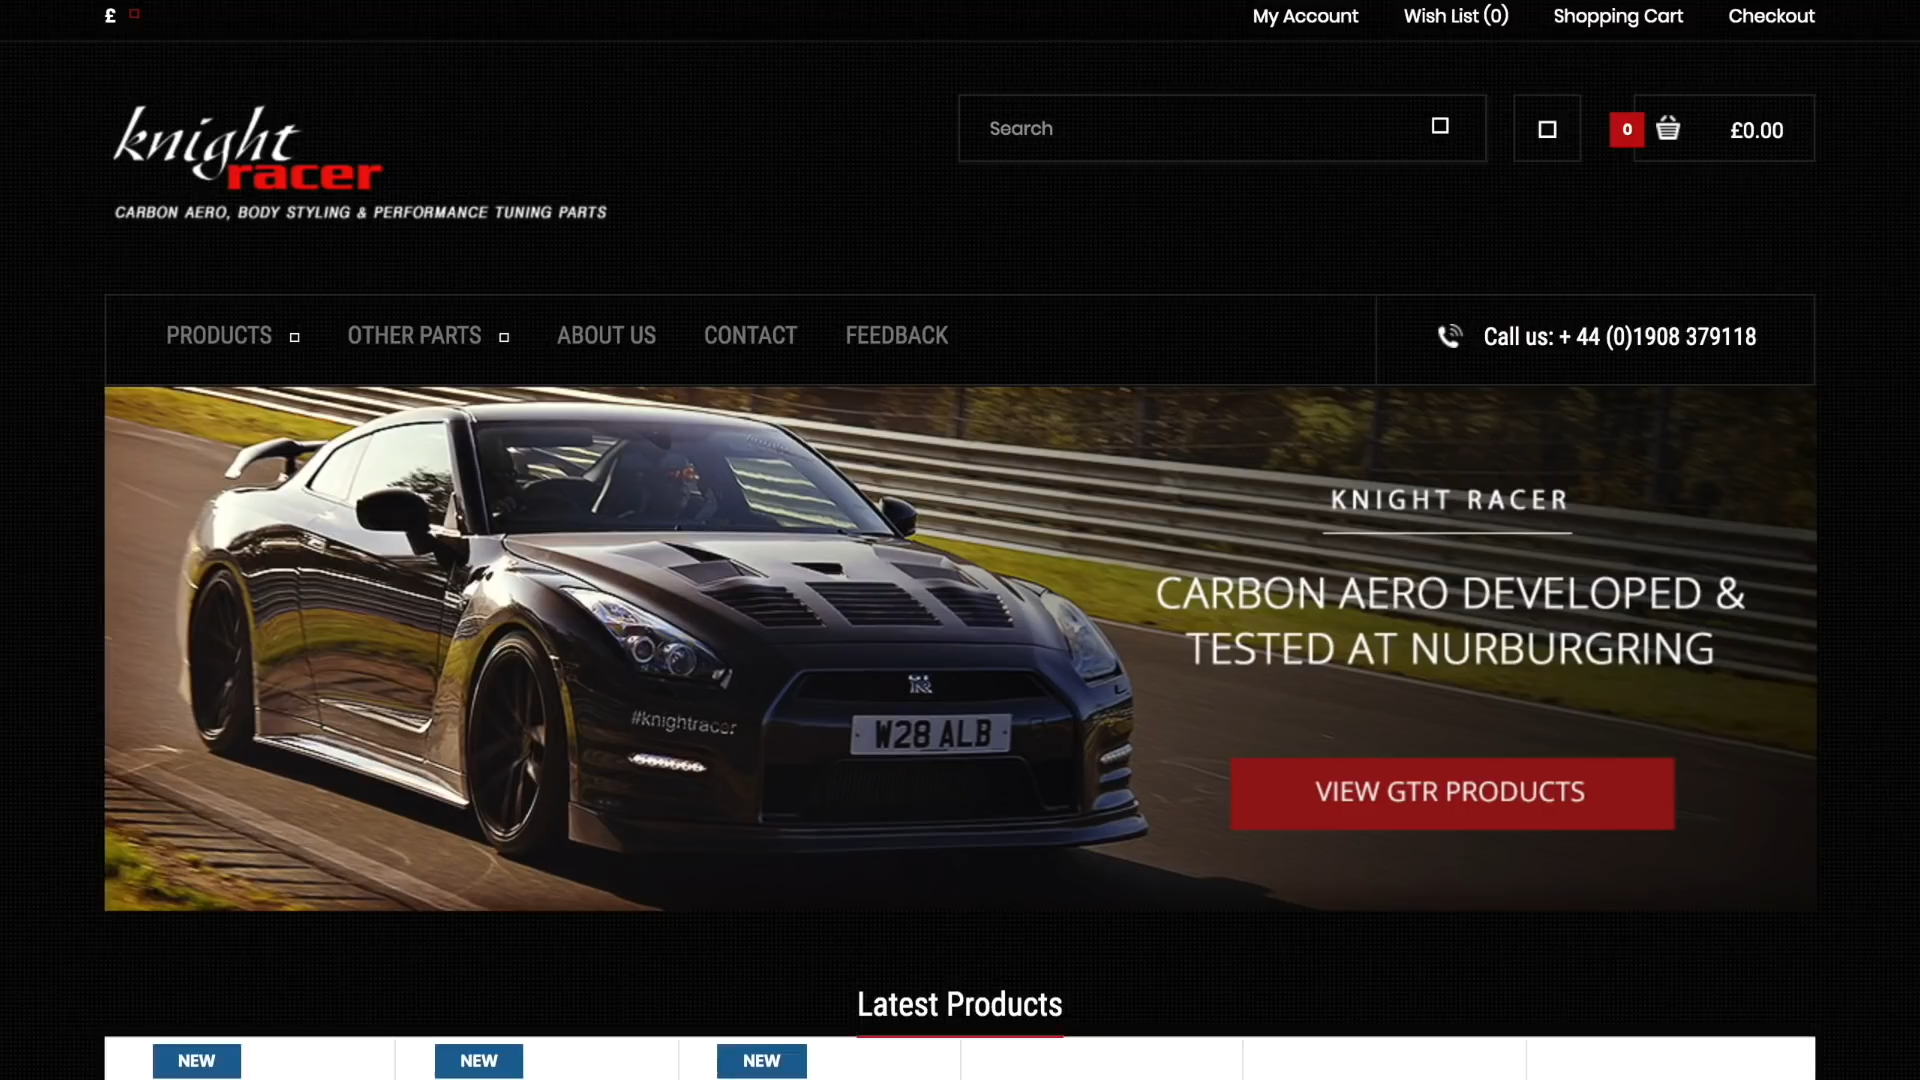 £
My Account Wish List (0) Shopping Cart Checkout
knight
racer
CARBON AERO, BODY STYLING & PERFORMANCE TUNING PARTS
Search
0
£0.00
PRODUCTS OTHER PARTS ABOUT US CONTACT FEEDBACK
Call us: + 44 (0)1908 379118
KNIGHT RACER
CARBON AERO DEVELOPED &
TESTED AT NURBURGRING
VIEW GTR PRODUCTS
#knightracer
W28 ALB
Latest Products
NEW NEW NEW